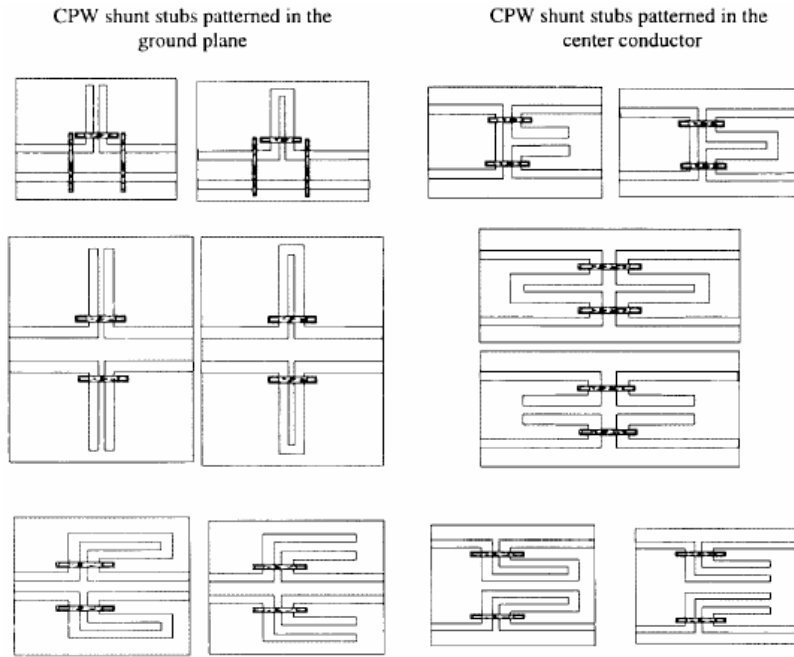 CPW shunt stubs patterned in the
ground plane
CPW shunt stubs patterned in the
center conductor